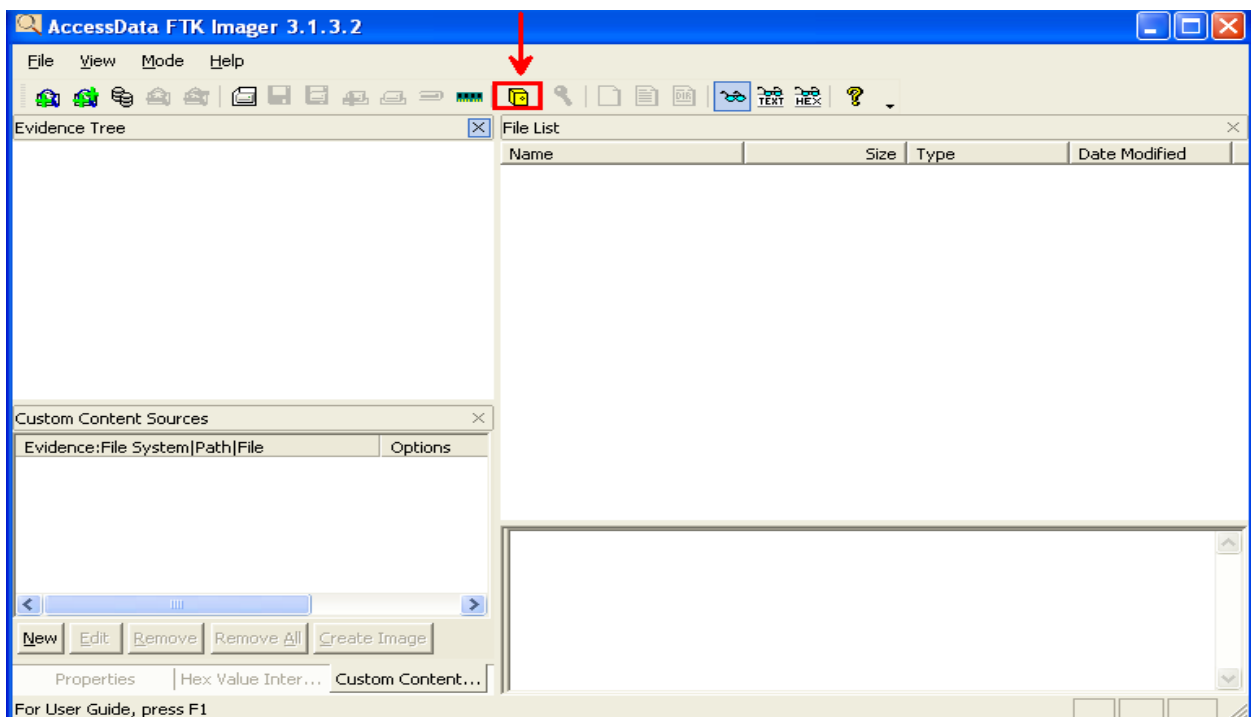 AccessData FTK Imager 3.1.3.2
File View Mode Help
DIR TEXT HEX ?
Evidence Tree
File List
Name Size Type Date Modified
Custom Content Sources
Evidence:File System|Path|File Options
New Edit Remove Remove All Create Image
Properties Hex Value Inter... Custom Content...
For User Guide, press F1